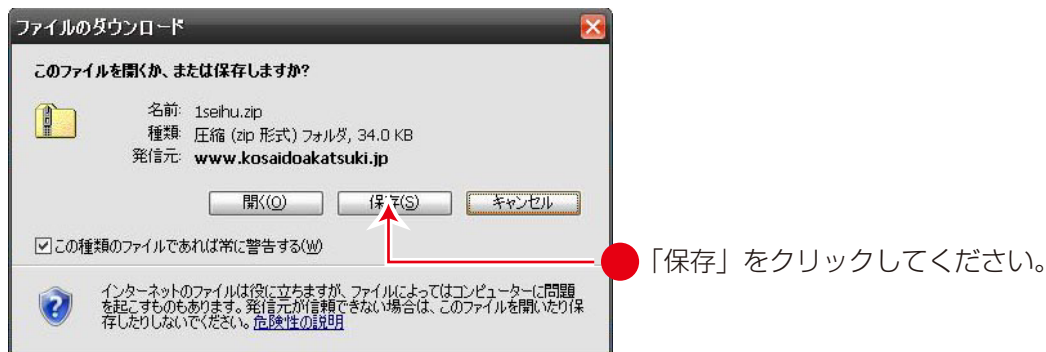 ファイルのダウンロード
このファイルを開くか、または保存しますか?
名前: 1seihu.zip
種類: 圧縮 (zip 形式) フォルダ, 34.0 KB
発信元: www.kosaidoakatsuki.jp
開く(O) 保存(S) キャンセル
この種類のファイルであれば常に警告する(W)
「保存」をクリックしてください。
インターネットのファイルは役に立ちますが、ファイルによってはコンピューターに問題
を起こすものもあります。発信元が信頼できない場合は、このファイルを開いたり保
存したりしないでください。危険性の説明